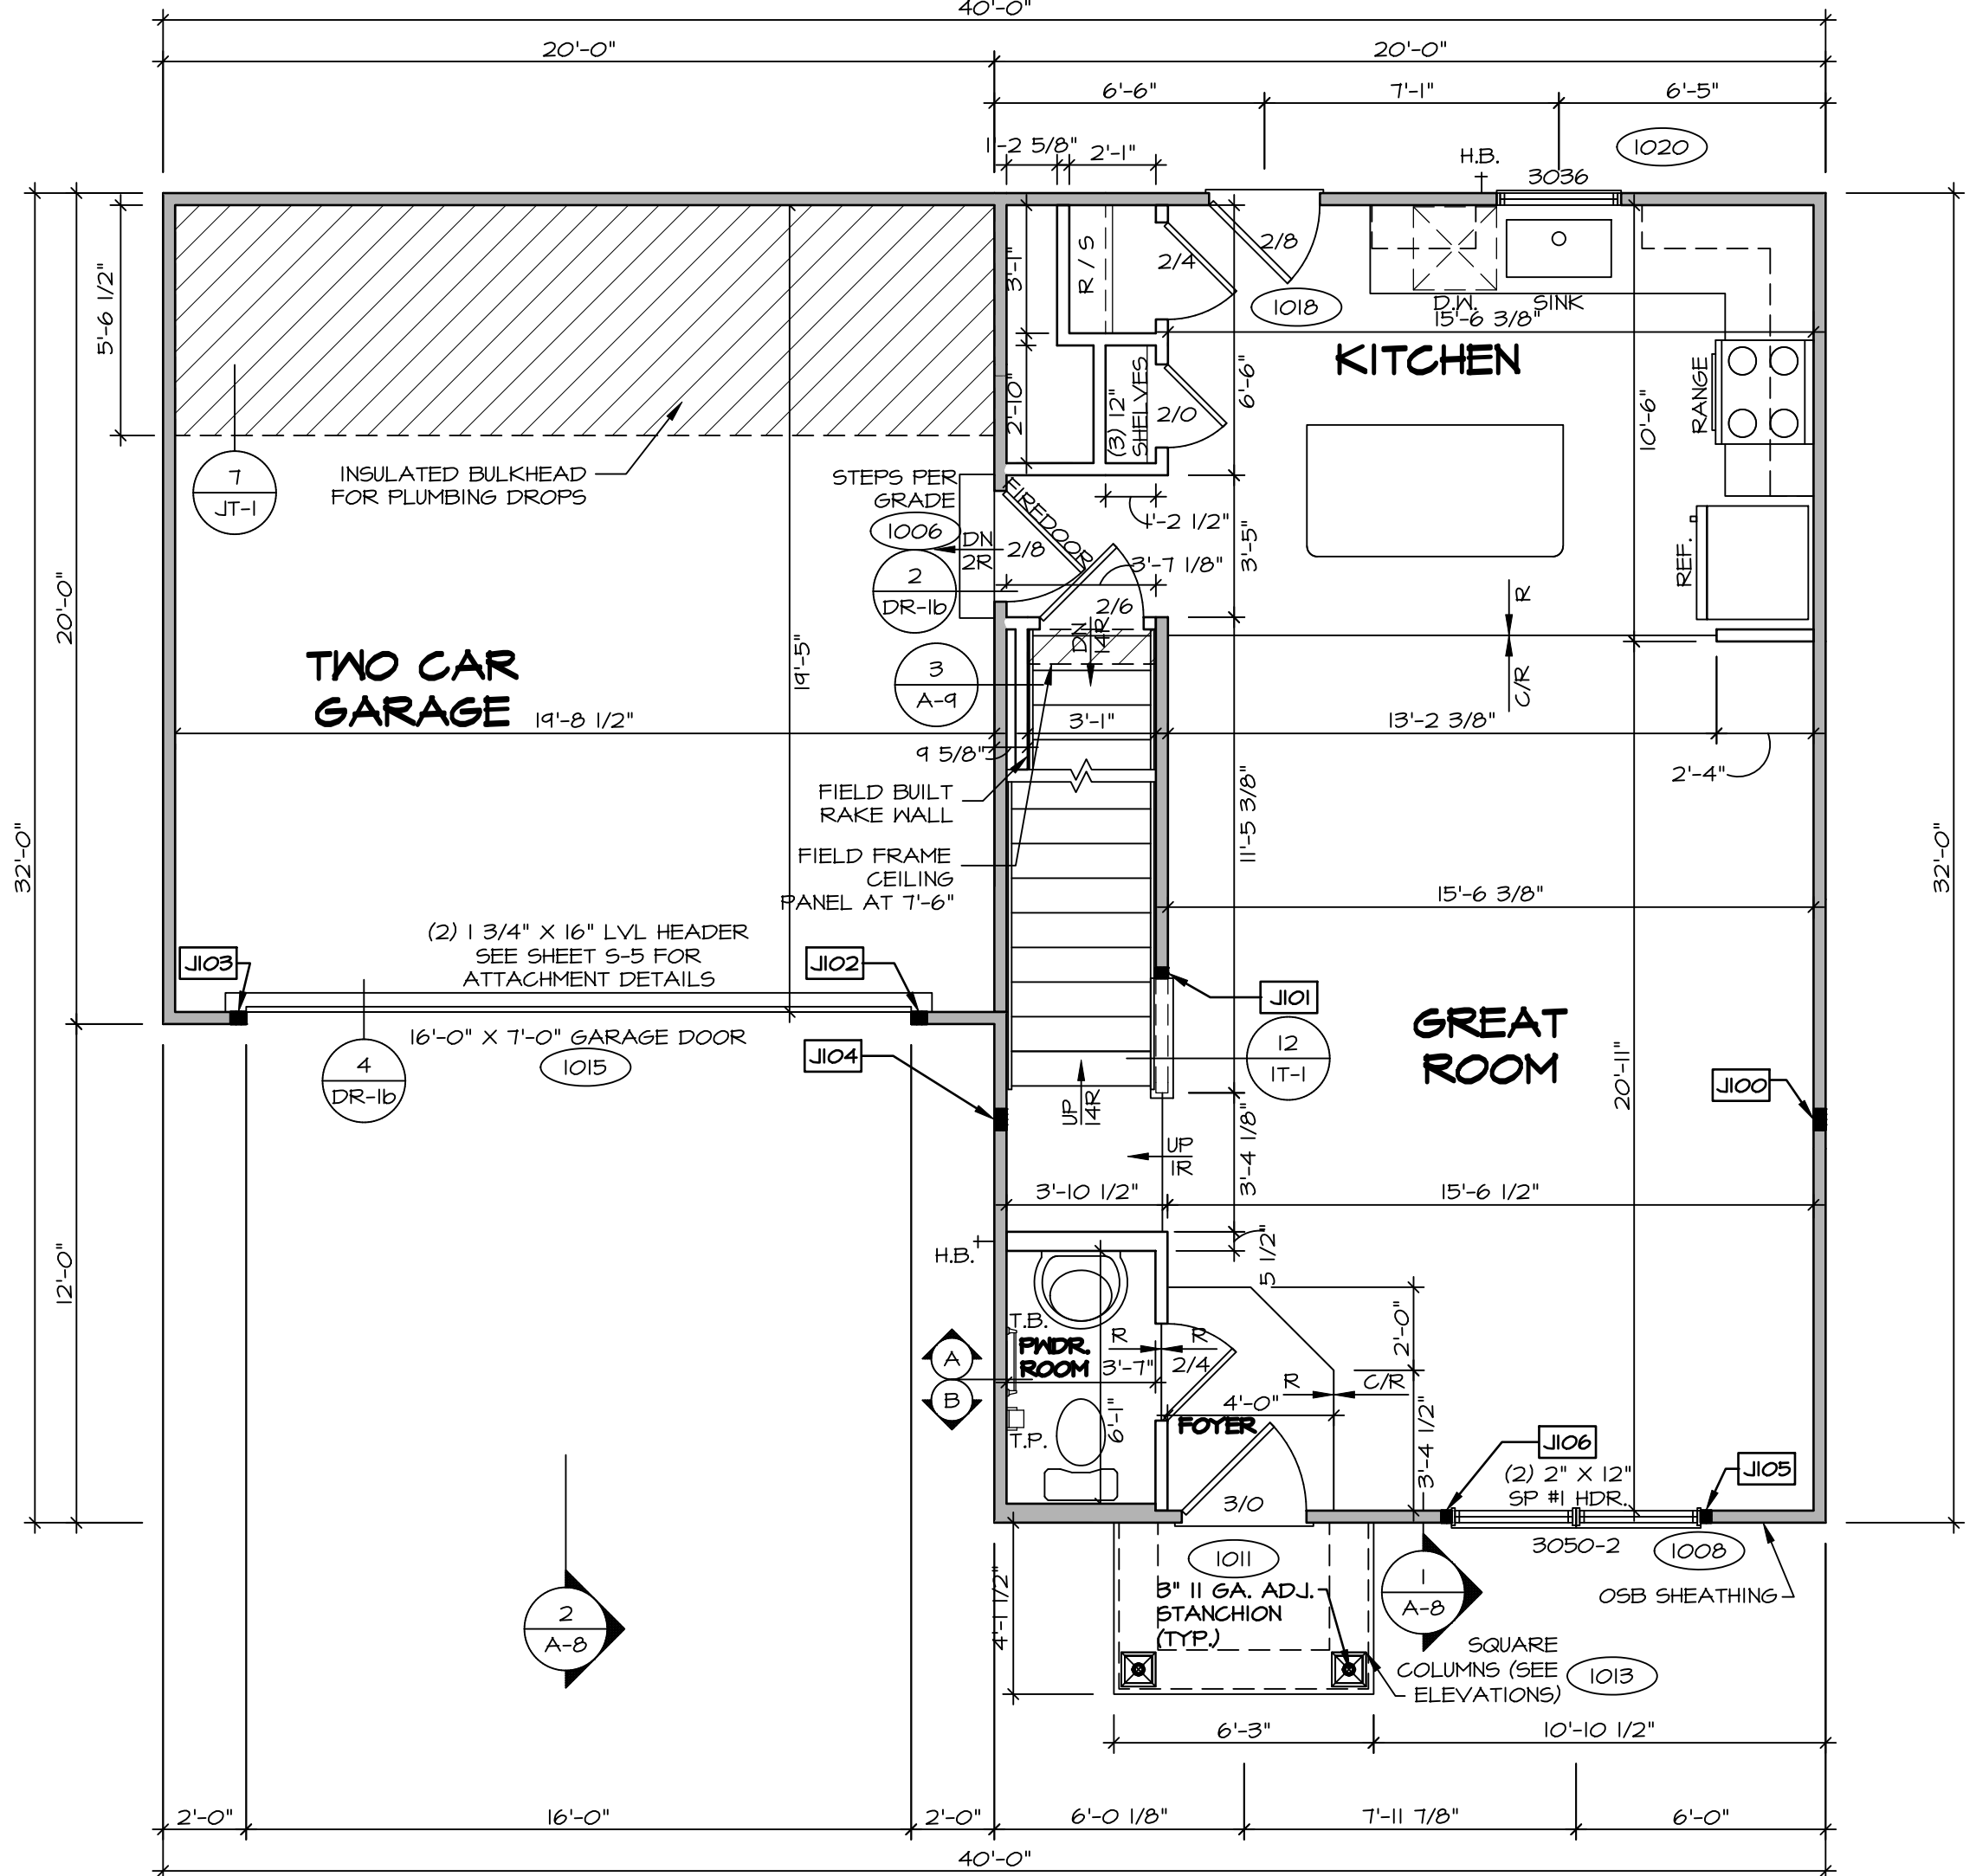 40'-0"
20'-0"
20'-0"
6'-6"
7'-1"
6'-5"
1'-2 5/8"
2'-1"
H.B.
1020
3036
5'-6 1/2"
3'-1"
R / S
2/4
2/8
1018
D.W.
SINK
15'-6 3/8"
KITCHEN
RANGE
6'-6"
10'-6"
2'-10"
(3) 12"
SHELVES
2/0
7
JT-1
INSULATED BULKHEAD
FOR PLUMBING DROPS
STEPS PER
GRADE
1006
DN
2R
2/8
FIREDOOR
1'-2 1/2"
3'-5"
REF.
2
DR-1b
3'-7 1/8"
2/6
R
C/R
20'-0"
32'-0"
32'-0"
TWO CAR
GARAGE
19'-5"
3
A-9
DN
14R
19'-8 1/2"
3'-1"
13'-2 3/8"
9 5/8"
2'-4"
FIELD BUILT
RAKE WALL
11'-5 3/8"
FIELD FRAME
CEILING
PANEL AT 7'-6"
15'-6 3/8"
(2) 1 3/4" X 16" LVL HEADER
SEE SHEET S-5 FOR
ATTACHMENT DETAILS
J103
J102
J101
16'-0" X 7'-0" GARAGE DOOR
1015
4
DR-1b
J104
12
IT-1
GREAT
ROOM
20'-11"
J100
UP
14R
UP
1R
3'-4 1/8"
3'-10 1/2"
15'-6 1/2"
12'-0"
H.B.
5 1/2"
T.B.
PWDR.
ROOM
R
R
3'-7"
2/4
2'-0"
A
B
R
C/R
4'-0"
FOYER
6'-1"
T.P.
3'-4 1/2"
J106
J105
(2) 2" X 12"
SP #1 HDR.
3/0
3050-2
1008
1011
OSB SHEATHING
3" 11 GA. ADJ.
STANCHION
(TYP.)
1
A-8
4'-1 1/2"
2
A-8
SQUARE
COLUMNS (SEE
ELEVATIONS)
1013
6'-3"
10'-10 1/2"
2'-0"
16'-0"
2'-0"
6'-0 1/8"
7'-11 7/8"
6'-0"
40'-0"